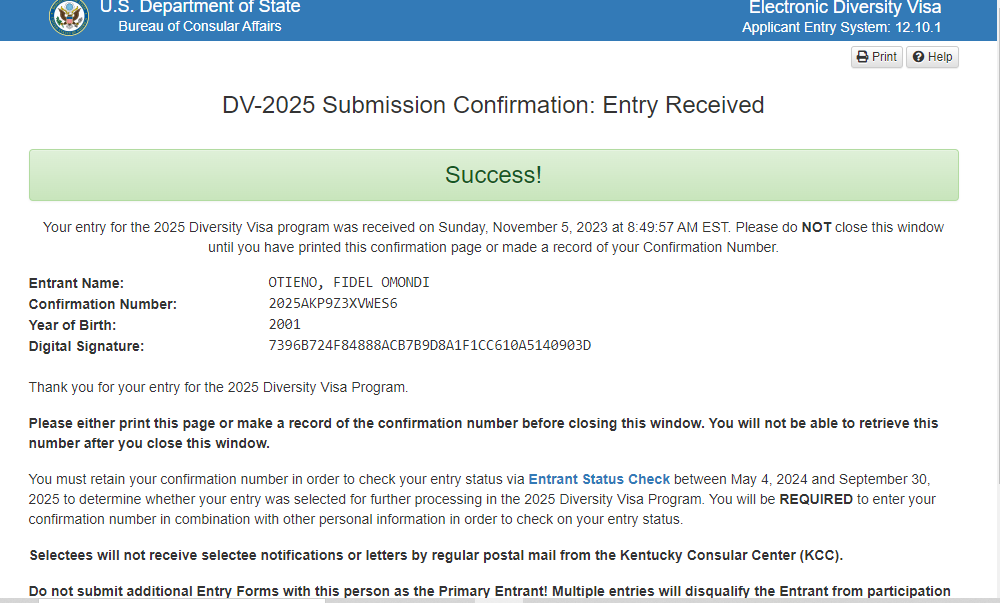 U.S. Department of State
Bureau of Consular Affairs
Electronic Diversity Visa
Applicant Entry System: 12.10.1
Print
Help
DV-2025 Submission Confirmation: Entry Received
Success!
Your entry for the 2025 Diversity Visa program was received on Sunday, November 5, 2023 at 8:49:57 AM EST. Please do NOT close this window
until you have printed this confirmation page or made a record of your Confirmation Number.
Entrant Name: OTIENO, FIDEL OMONDI
Confirmation Number: 2025AKP9Z3XVWES6
Year of Birth: 2001
Digital Signature: 7396B724F84888ACB7B9D8A1F1CC610A5140903D
Thank you for your entry for the 2025 Diversity Visa Program.
Please either print this page or make a record of the confirmation number before closing this window. You will not be able to retrieve this
number after you close this window.
You must retain your confirmation number in order to check your entry status via Entrant Status Check between May 4, 2024 and September 30,
2025 to determine whether your entry was selected for further processing in the 2025 Diversity Visa Program. You will be REQUIRED to enter your
confirmation number in combination with other personal information in order to check on your entry status.
Selectees will not receive selectee notifications or letters by regular postal mail from the Kentucky Consular Center (KCC).
Do not submit additional Entry Forms with this person as the Primary Entrant! Multiple entries will disqualify the Entrant from participation